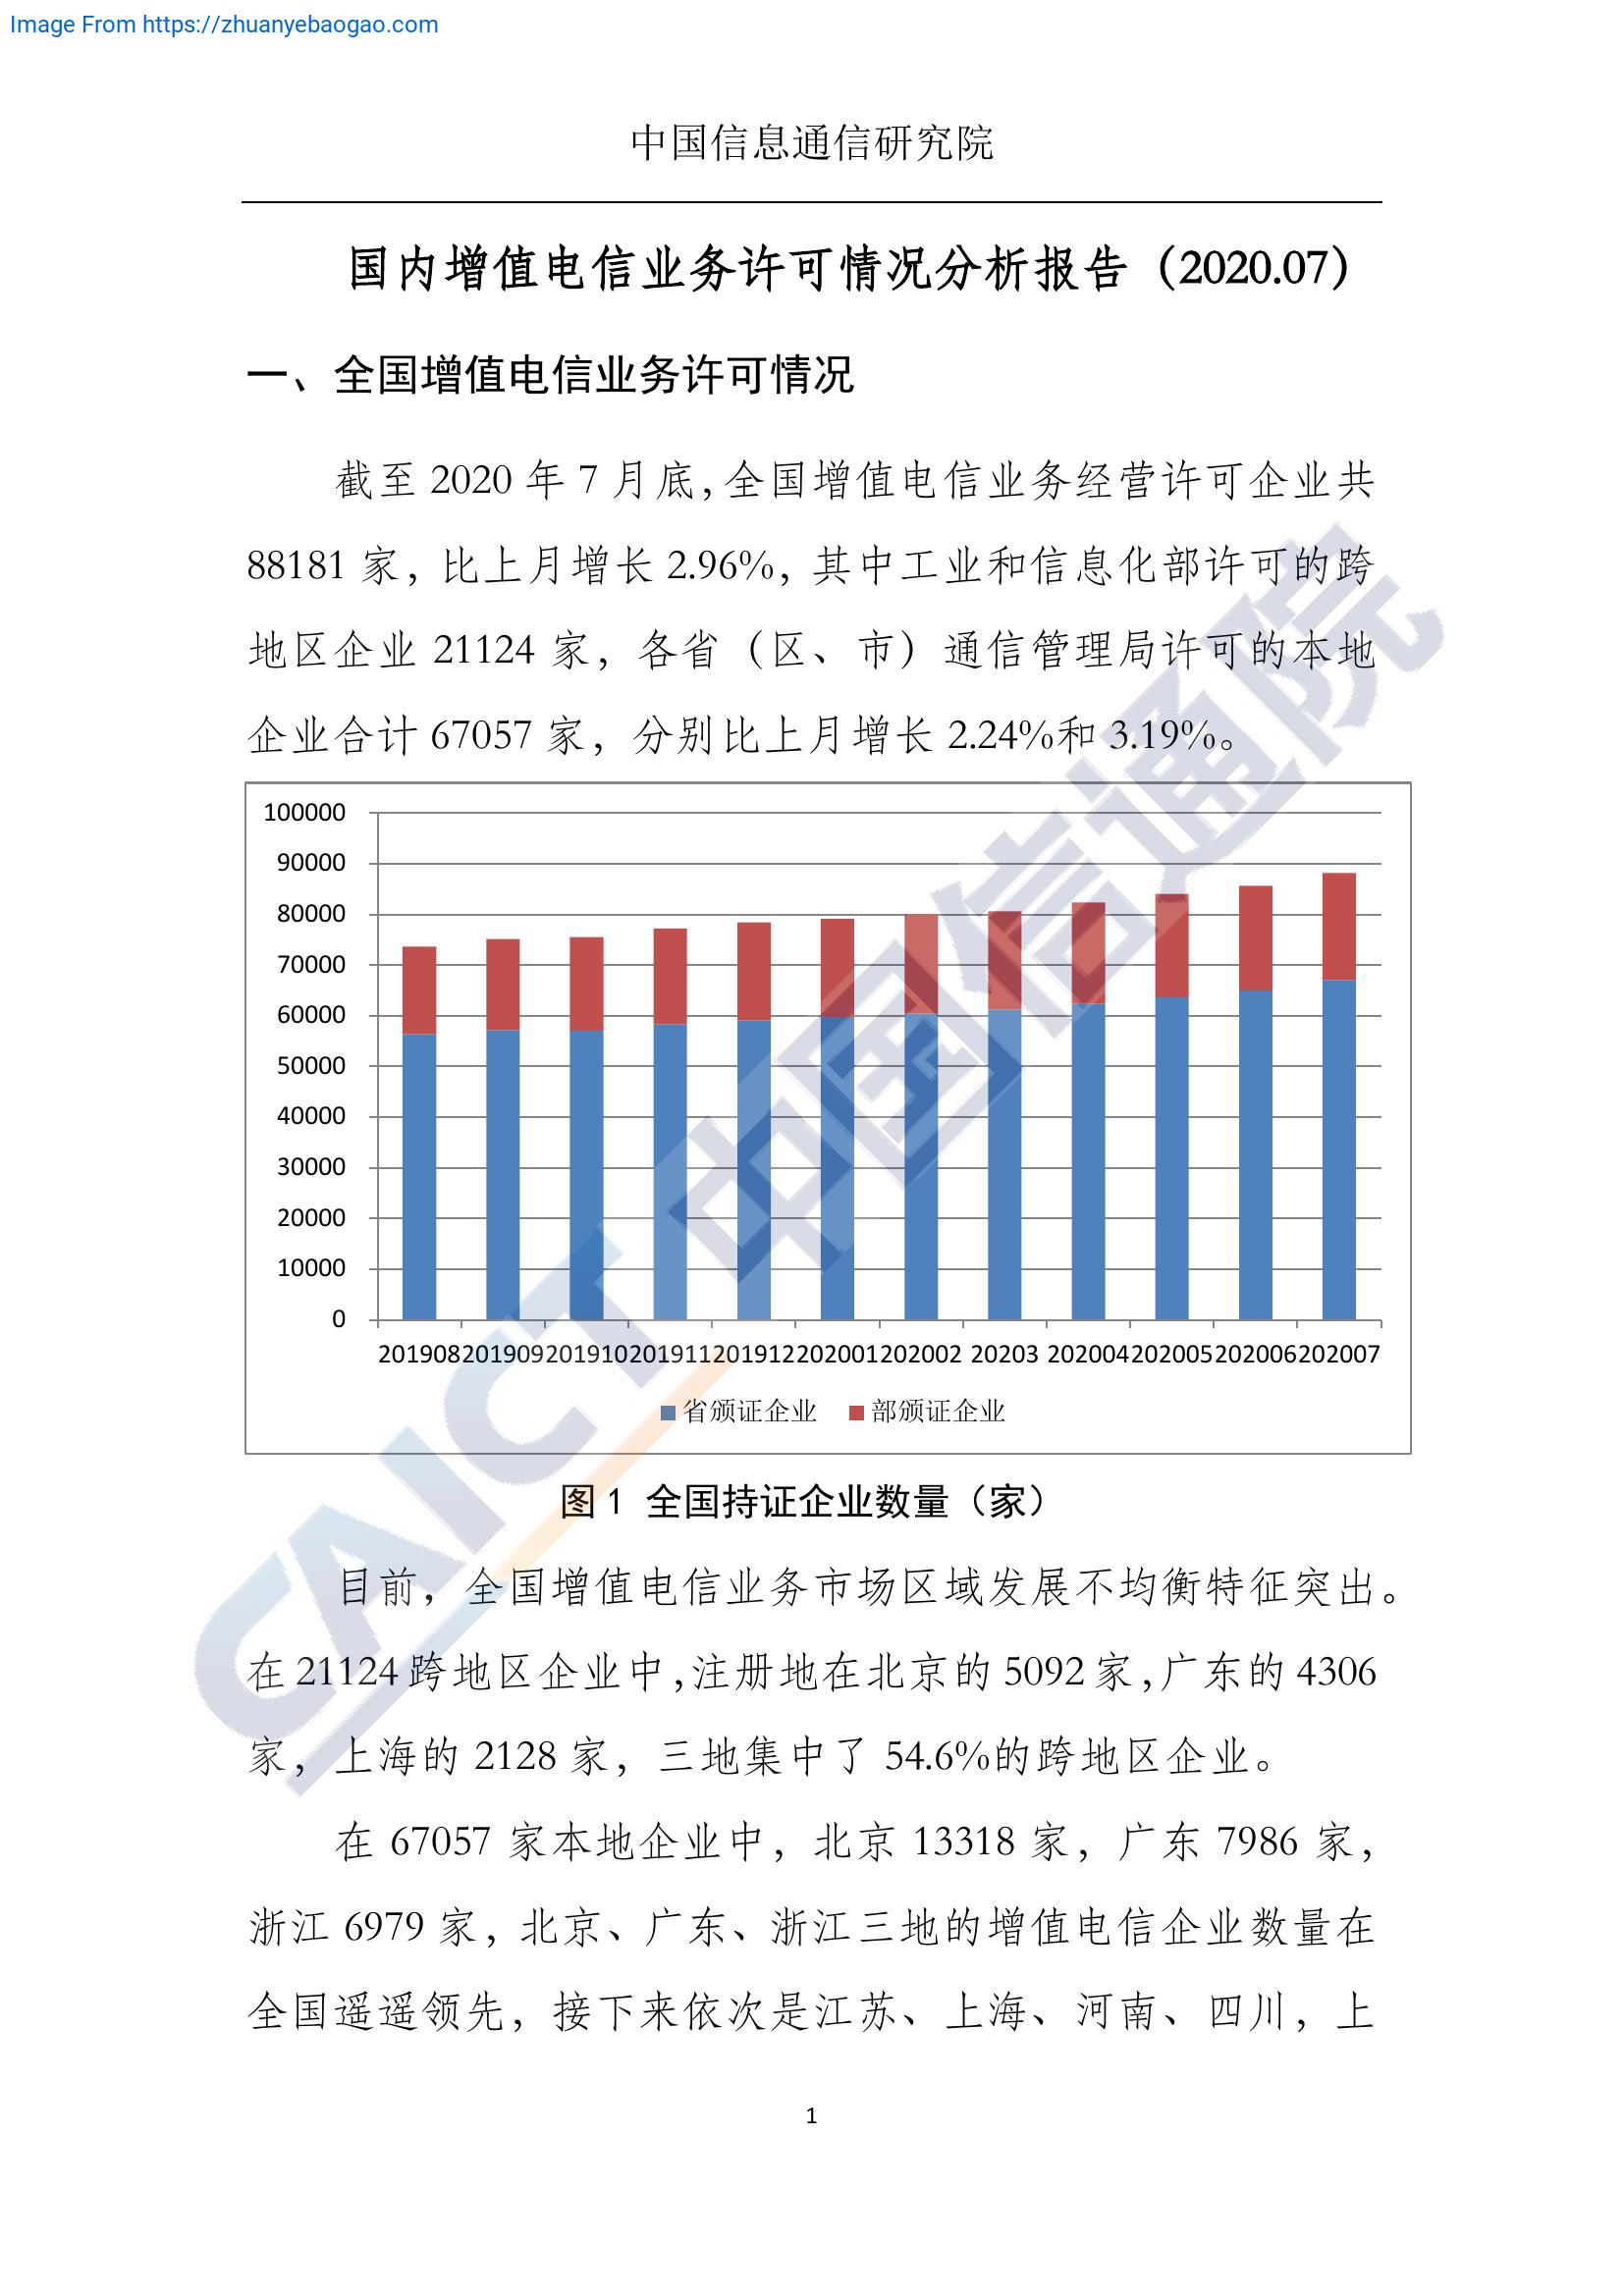 Image From https://zhuanyebaogao.com
中国信息通信研究院
国内增值电信业务许可情况分析报告（2020.07）
一、全国增值电信业务许可情况
截至 2020 年 7 月底，全国增值电信业务经营许可企业共
88181 家，比上月增长 2.96%，其中工业和信息化部许可的跨
地区企业 21124 家，各省（区、市）通信管理局许可的本地
企业合计 67057 家，分别比上月增长 2.24%和 3.19%。
100000
90000
80000
70000
60000
50000
40000
30000
20000
10000
0
201908 201909 201910 201911 201912 202001 202002 20203 202004 202005 202006 202007
省颁证企业 部颁证企业
CAICT 中国信通院
图 1 全国持证企业数量（家）
目前，全国增值电信业务市场区域发展不均衡特征突出。
在 21124 跨地区企业中，注册地在北京的 5092 家，广东的 4306
家，上海的 2128 家，三地集中了 54.6%的跨地区企业。
在 67057 家本地企业中，北京 13318 家，广东 7986 家，
浙江 6979 家，北京、广东、浙江三地的增值电信企业数量在
全国遥遥领先，接下来依次是江苏、上海、河南、四川，上
1